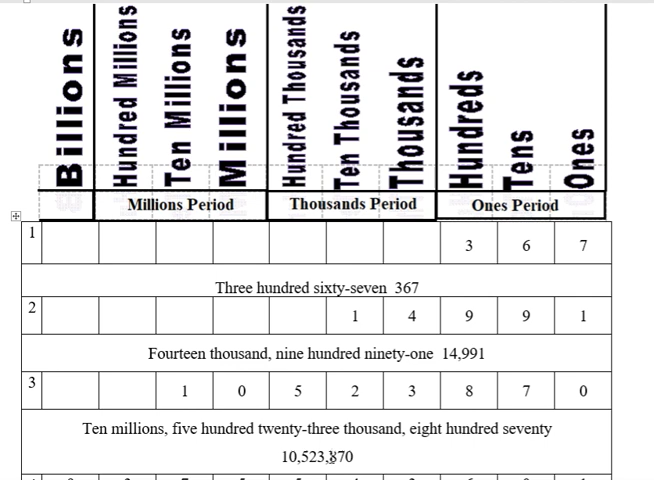 Billions
Hundred Millions
Ten Millions
Millions
Hundred Thousands
Ten Thousands
Thousands
Hundreds
Tens
Ones
Millions Period Thousands Period Ones Period
1 3 6 7
Three hundred sixty-seven 367
2 1 4 9 9 1
Fourteen thousand, nine hundred ninety-one 14,991
3 1 0 5 2 3 8 7 0
Ten millions, five hundred twenty-three thousand, eight hundred seventy
10,523,870